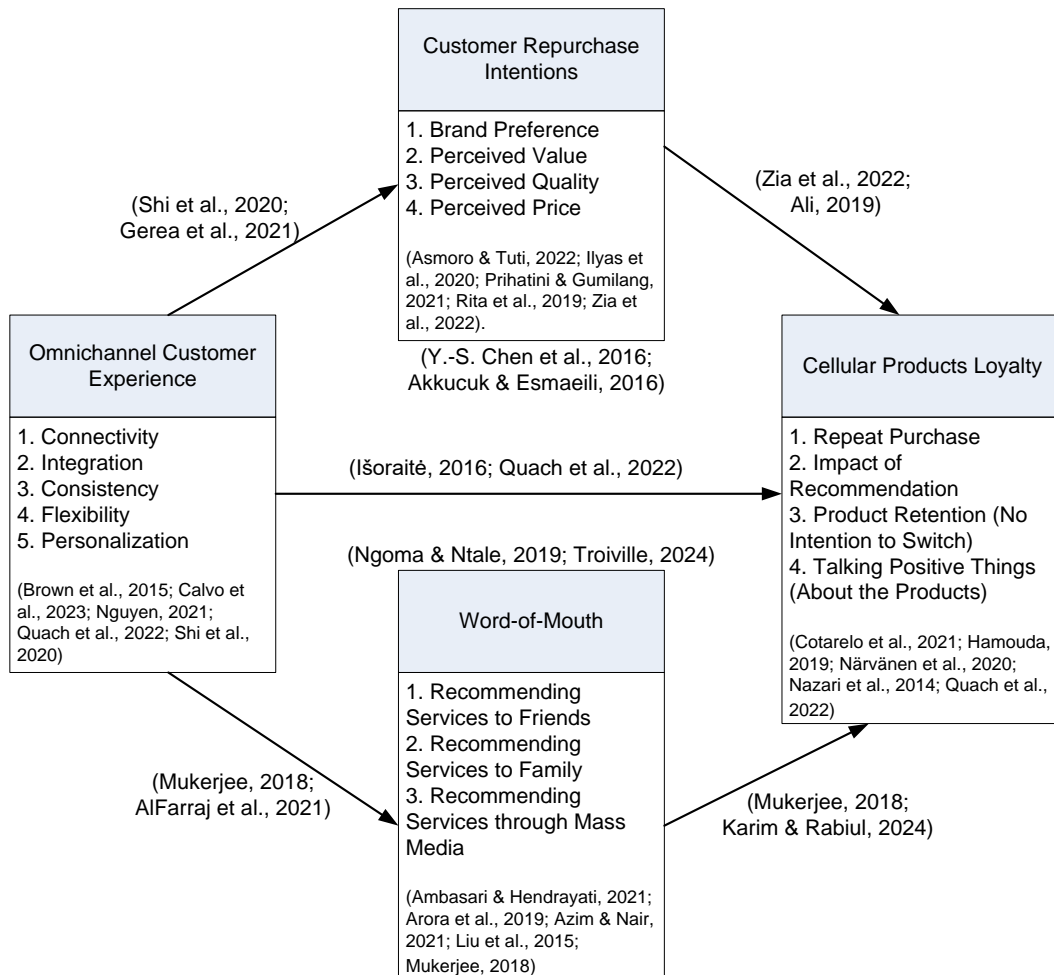 Customer Repurchase
Intentions
1. Brand Preference
2. Perceived Value
3. Perceived Quality
4. Perceived Price
(Asmoro & Tuti, 2022; Ilyas
et al., 2020; Prihatini & Gumilang,
2021; Rita et al., 2019; Zia et
al., 2022).
(Shi et al., 2020;
Gerea et al., 2021)
(Zia et al., 2022;
Ali, 2019)
(Y.-S. Chen et al., 2016;
Akkucuk & Esmaeili, 2016)
Omnichannel Customer
Experience
1. Connectivity
2. Integration
3. Consistency
4. Flexibility
5. Personalization
(Brown et al., 2015; Calvo et
al., 2023; Nguyen, 2021;
Quach et al., 2022; Shi et al.,
2020)
(Išoraitė, 2016; Quach et al., 2022)
Cellular Products Loyalty
1. Repeat Purchase
2. Impact of
Recommendation
3. Product Retention (No
Intention to Switch)
4. Talking Positive Things
(About the Products)
(Cotarelo et al., 2021; Hamouda,
2019; Närvänen et al., 2020;
Nazari et al., 2014; Quach et al.,
2022)
(Ngoma & Ntale, 2019; Troiville, 2024)
Word-of-Mouth
1. Recommending
Services to Friends
2. Recommending
Services to Family
3. Recommending
Services through Mass
Media
(Ambasari & Hendrayati, 2021;
Arora et al., 2019; Azim & Nair,
2021; Liu et al., 2015;
Mukerjee, 2018)
(Mukerjee, 2018;
AlFarraj et al., 2021)
(Mukerjee, 2018;
Karim & Rabiul, 2024)